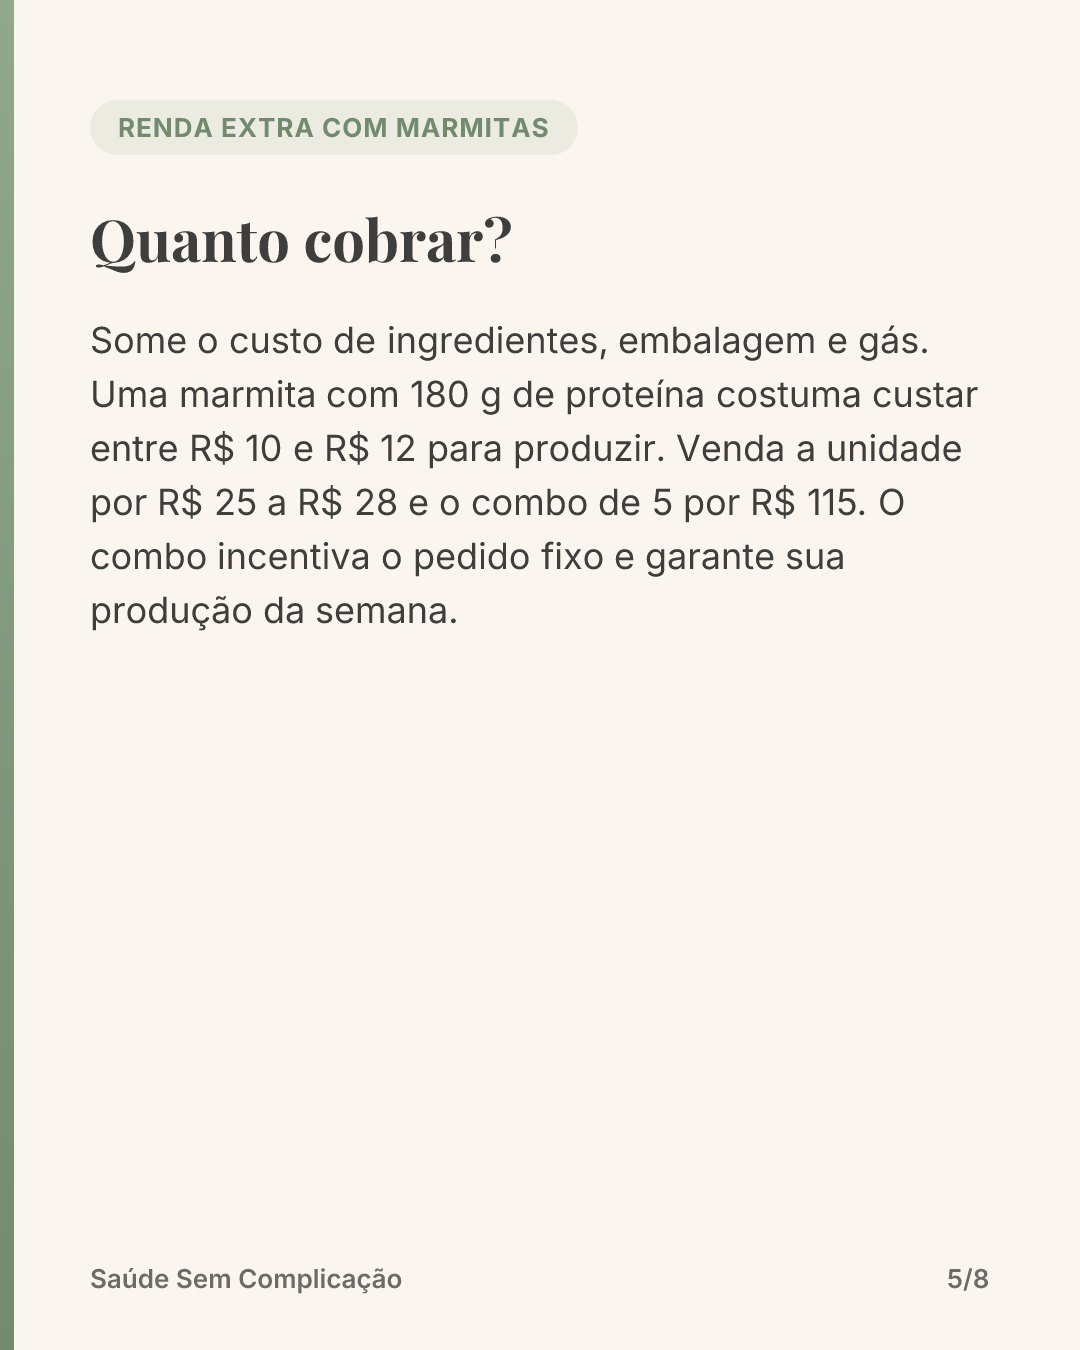 RENDA EXTRA COM MARMITAS
Quanto cobrar?
Some o custo de ingredientes, embalagem e gás.
Uma marmita com 180 g de proteína costuma custar
entre R$ 10 e R$ 12 para produzir. Venda a unidade
por R$ 25 a R$ 28 e o combo de 5 por R$ 115. O
combo incentiva o pedido fixo e garante sua
produção da semana.
Saúde Sem Complicação
5/8